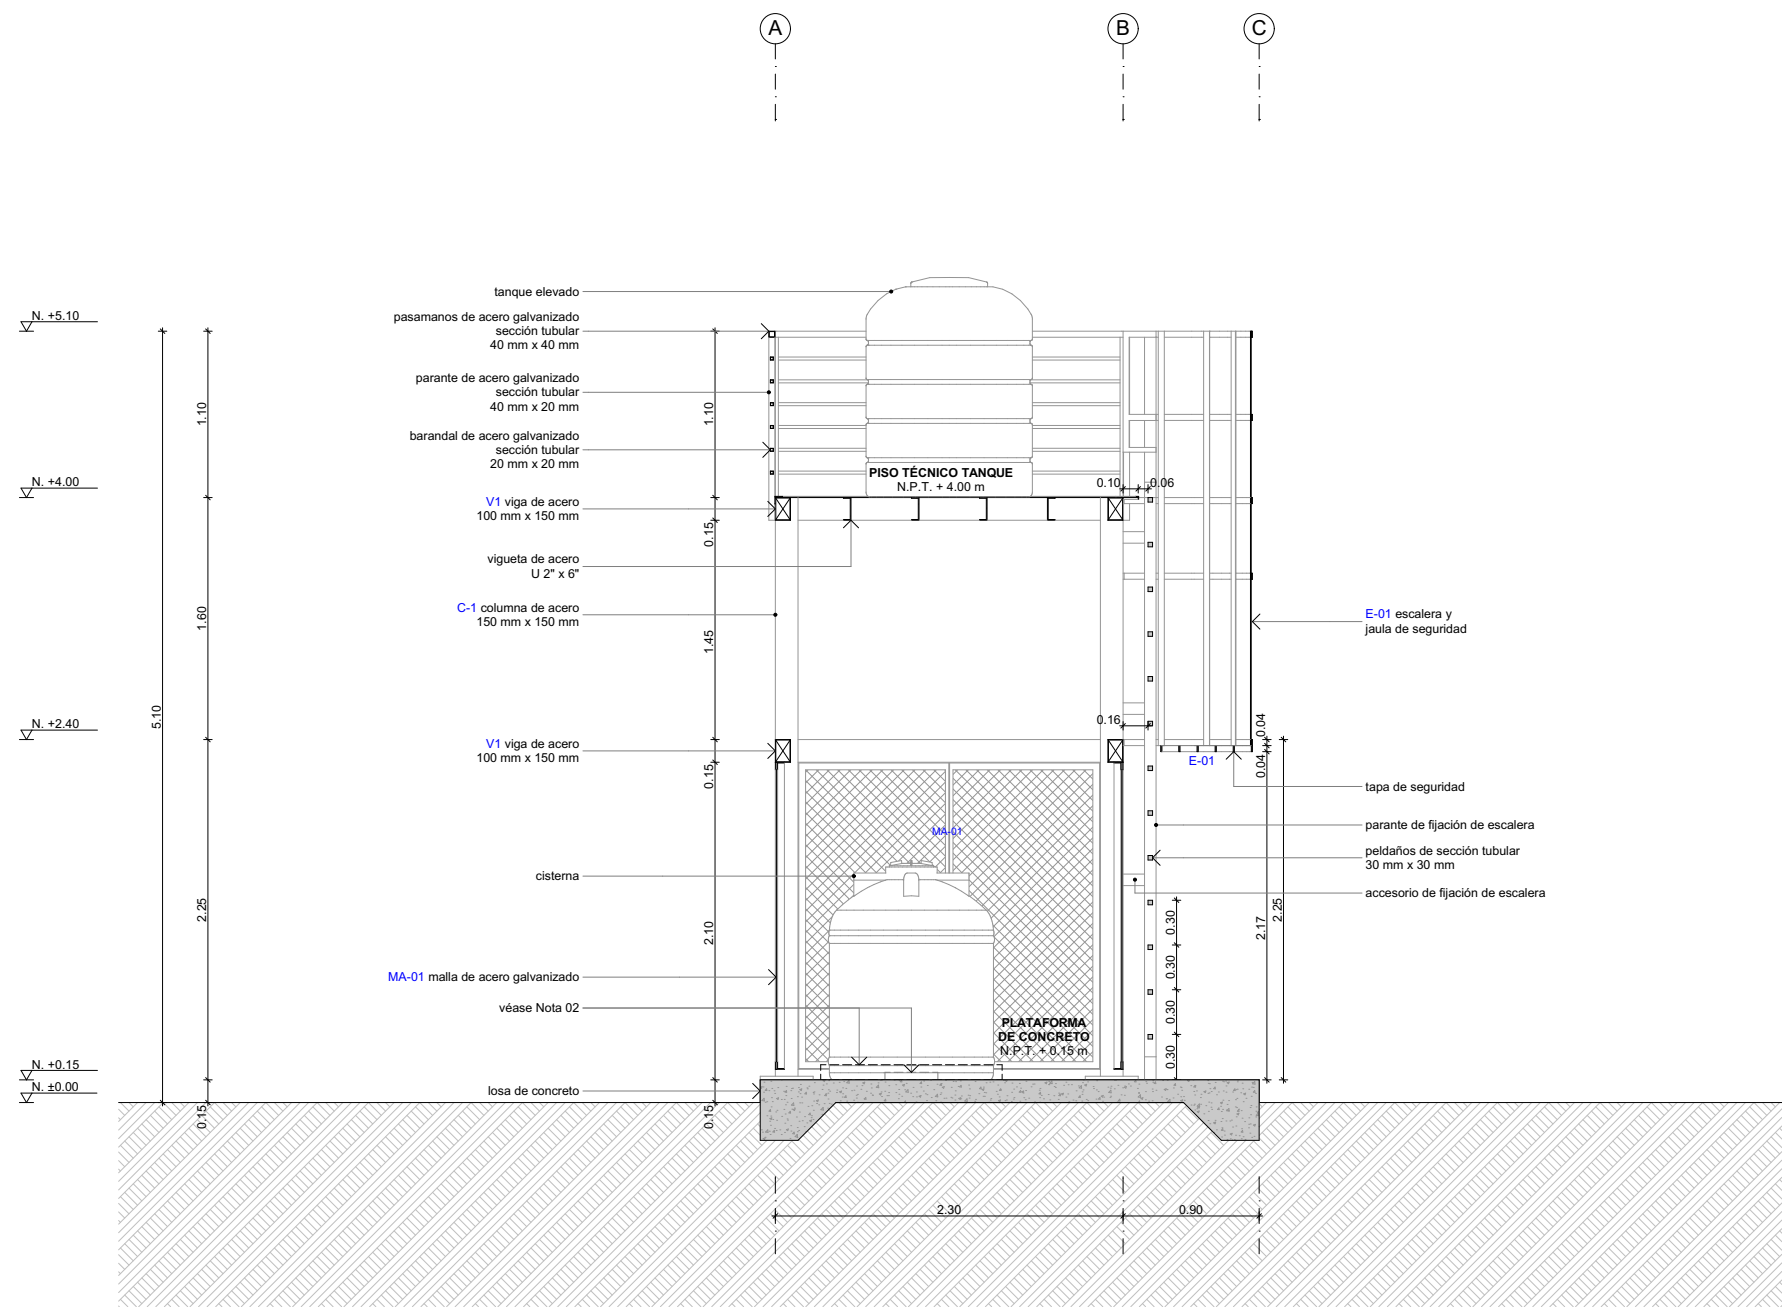 A
B
C
tanque elevado
N. +5.10
pasamanos de acero galvanizado
sección tubular
40 mm x 40 mm
parante de acero galvanizado
sección tubular
40 mm x 20 mm
1.10
1.10
barandal de acero galvanizado
sección tubular
20 mm x 20 mm
PISO TÉCNICO TANQUE
N.P.T. + 4.00 m
0.10
0.06
N. +4.00
V1 viga de acero
100 mm x 150 mm
0.15
vigueta de acero
U 2" x 6"
C-1 columna de acero
150 mm x 150 mm
1.60
1.45
E-01 escalera y
jaula de seguridad
5.10
N. +2.40
0.16
0.04
V1 viga de acero
100 mm x 150 mm
0.15
E-01
0.04
tapa de seguridad
MA-01
parante de fijación de escalera
peldaños de sección tubular
30 mm x 30 mm
cisterna
accesorio de fijación de escalera
2.25
2.10
0.30
2.17
2.25
0.30
MA-01 malla de acero galvanizado
véase Nota 02
0.30
PLATAFORMA
DE CONCRETO
N.P.T. + 0.15 m
0.30
N. +0.15
N. ±0.00
losa de concreto
0.15
0.15
2.30
0.90